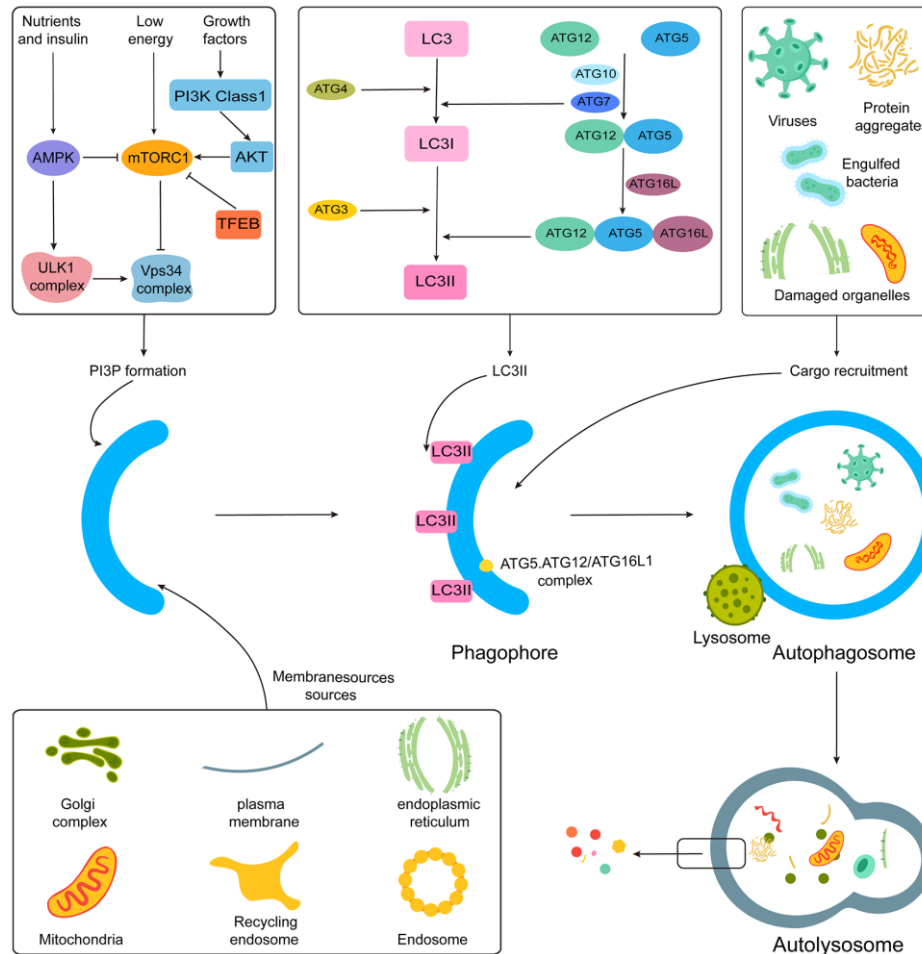 Nutrients
and insulin
Low
energy
Growth
factors
PI3K Class1
AMPK
mTORC1
AKT
TFEB
ULK1
complex
Vps34
complex
LC3
ATG12
ATG5
ATG10
ATG4
ATG7
LC3I
ATG12
ATG5
ATG16L
ATG3
ATG12
ATG5
ATG16L
LC3II
Viruses
Protein
aggregates
Engulfed
bacteria
Damaged organelles
PI3P formation
LC3II
Cargo recruitment
LC3II
LC3II
LC3II
ATG5.ATG12/ATG16L1
complex
Phagophore
Lysosome
Autophagosome
Membranesources
sources
Golgi
complex
plasma
membrane
endoplasmic
reticulum
Mitochondria
Recycling
endosome
Endosome
Autolysosome